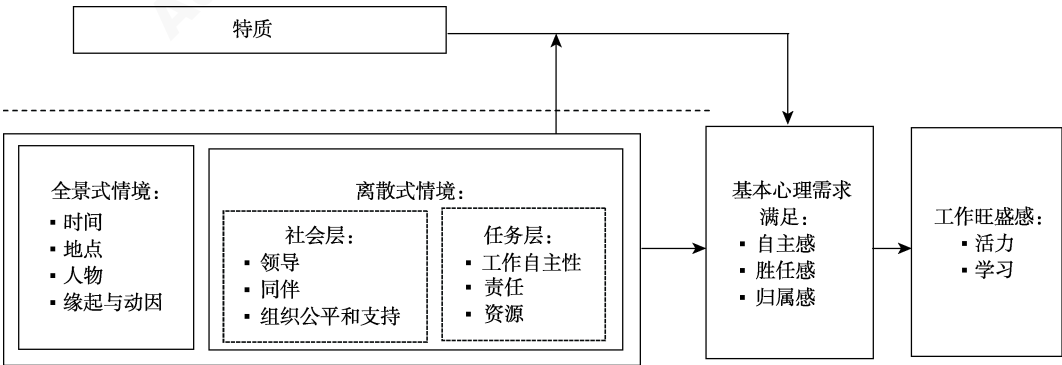 特质
全景式情境：
▪ 时间
▪ 地点
▪ 人物
▪ 缘起与动因
离散式情境：
社会层：
▪ 领导
▪ 同伴
▪ 组织公平和支持
任务层：
▪ 工作自主性
▪ 责任
▪ 资源
基本心理需求
满足：
▪ 自主感
▪ 胜任感
▪ 归属感
工作旺盛感：
▪ 活力
▪ 学习